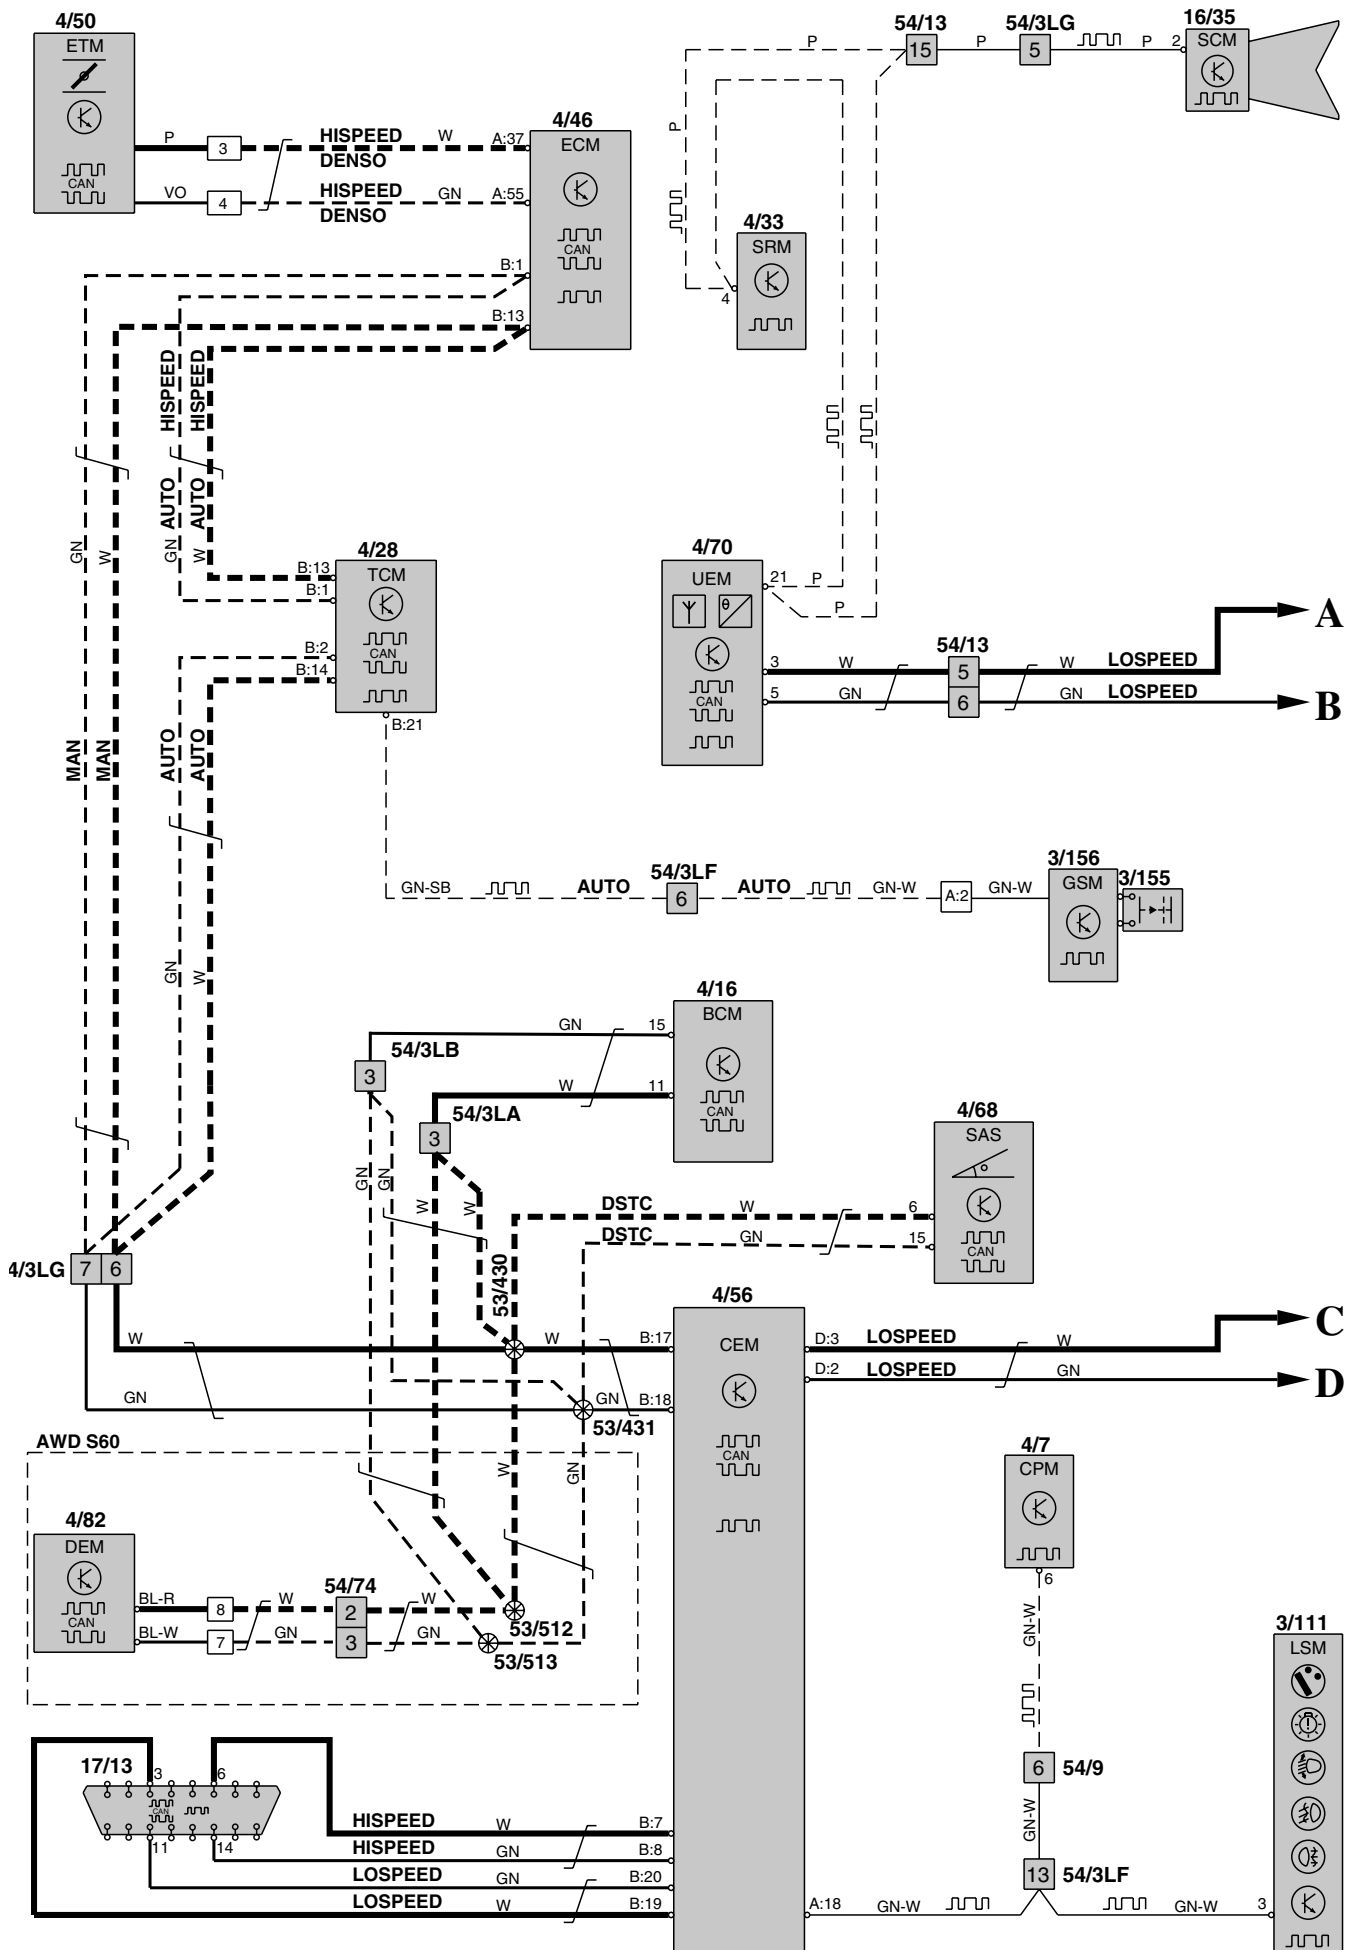 4/50
ETM
CAN
P
3
HISPEED
DENSO
W
A:37
VO
4
HISPEED
DENSO
GN
A:55
4/46
ECM
CAN
B:1
B:13
54/13
15
P
P
54/3LG
5
P
2
16/35
SCM
P
4/33
SRM
4
HISPEED
HISPEED
AUTO
AUTO
GN
W
GN
W
4/28
TCM
CAN
B:13
B:1
B:2
B:14
B:21
4/70
UEM
θ
CAN
21
P
P
3
W
5
GN
54/13
5
6
W
LOSPEED
A
GN
LOSPEED
B
MAN
MAN
AUTO
AUTO
GN
W
GN-SB
AUTO
54/3LF
6
AUTO
GN-W
A:2
GN-W
3/156
GSM
3/155
4/16
BCM
CAN
GN
15
W
11
54/3LB
3
54/3LA
3
GN
GN
W
W
4/68
SAS
CAN
DSTC
W
6
DSTC
GN
15
53/430
4/3LG
7
6
W
W
B:17
GN
GN
B:18
53/431
4/56
CEM
CAN
D:3
LOSPEED
W
C
D:2
LOSPEED
GN
D
AWD S60
W
GN
4/82
DEM
CAN
BL-R
8
W
54/74
2
W
53/512
BL-W
7
GN
3
GN
53/513
4/7
CPM
6
GN-W
6
54/9
GN-W
13
54/3LF
3/111
LSM
17/13
3
6
CAN
11
14
HISPEED
W
B:7
HISPEED
GN
B:8
LOSPEED
GN
B:20
LOSPEED
W
B:19
A:18
GN-W
GN-W
3